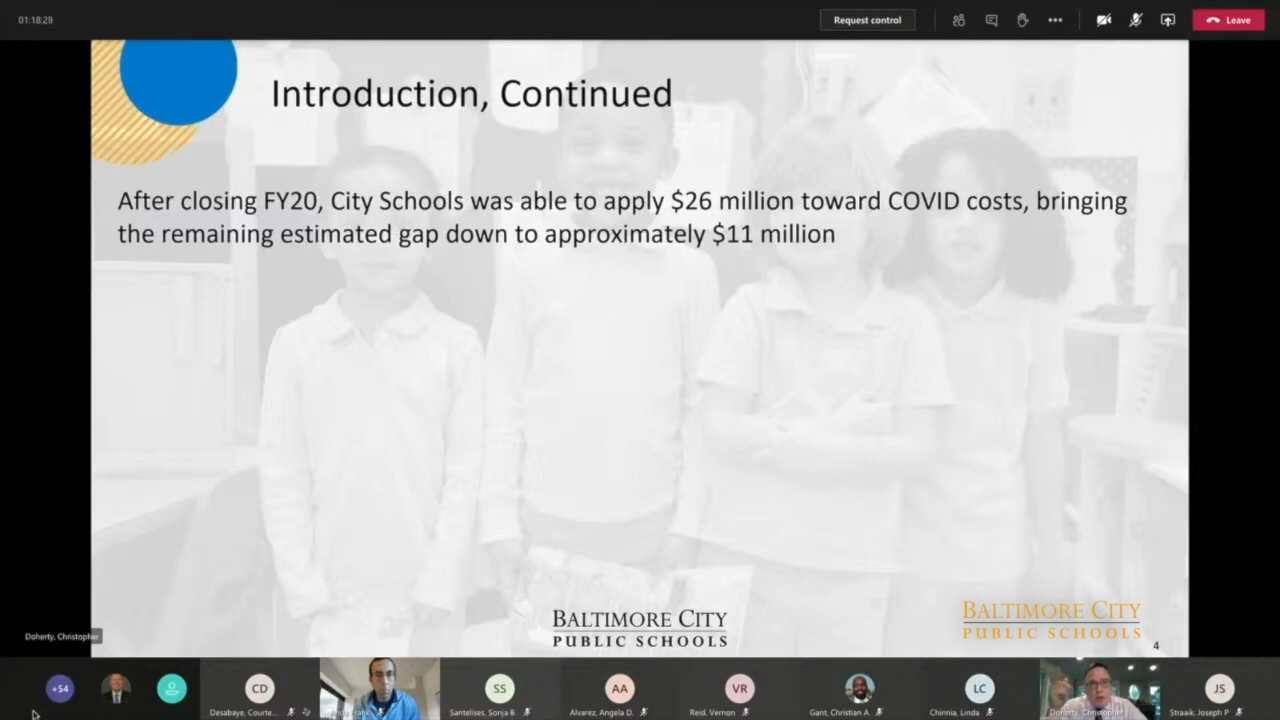 01:18:29
Request control
Leave
Introduction, Continued
After closing FY20, City Schools was able to apply $26 million toward COVID costs, bringing
the remaining estimated gap down to approximately $11 million
BALTIMORE CITY
PUBLIC SCHOOLS
BALTIMORE CITY
PUBLIC SCHOOLS
4
Doherty, Christopher
+54
CD
SS
AA
VR
LC
JS
Desabaye, Courte...
Santelises, Sonja B.
Alvarez, Angela D.
Reid, Vernon
Gant, Christian A.
Chinnia, Linda
Doherty, Christopher
Straaik, Joseph P